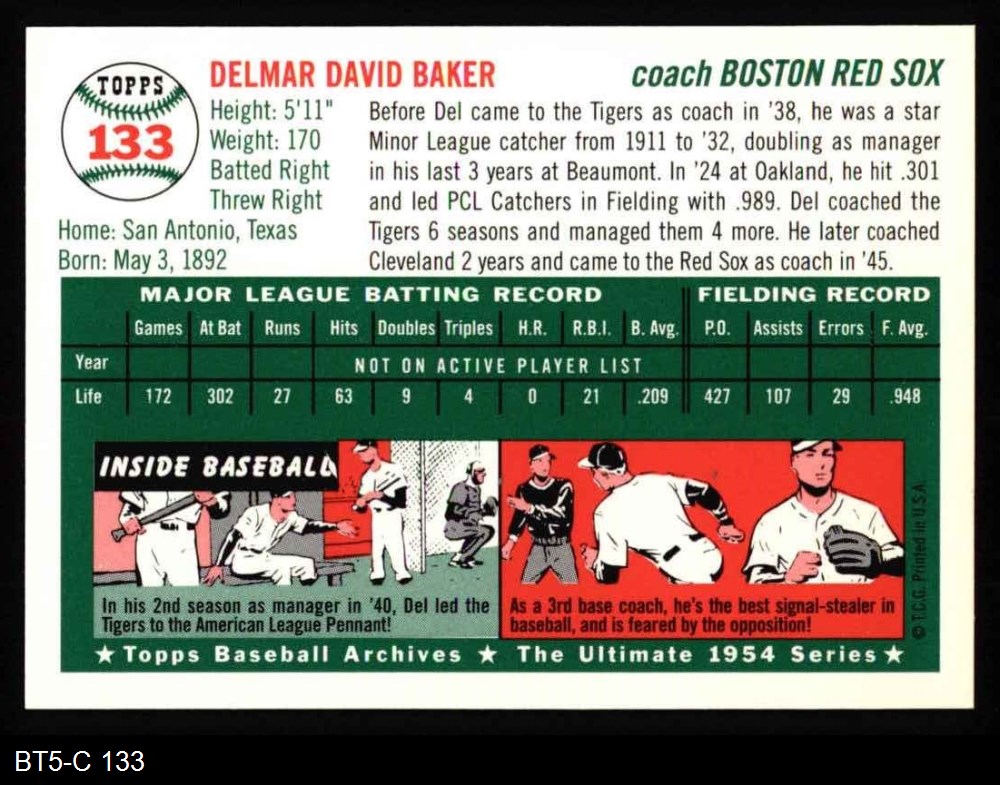 TOPPS
133
DELMAR DAVID BAKER
coach BOSTON RED SOX
Height: 5'11"
Weight: 170
Batted Right
Threw Right
Home: San Antonio, Texas
Born: May 3, 1892
Before Del came to the Tigers as coach in '38, he was a star
Minor League catcher from 1911 to '32, doubling as manager
in his last 3 years at Beaumont. In '24 at Oakland, he hit .301
and led PCL Catchers in Fielding with .989. Del coached the
Tigers 6 seasons and managed them 4 more. He later coached
Cleveland 2 years and came to the Red Sox as coach in '45.
MAJOR LEAGUE BATTING RECORD FIELDING RECORD
Games At Bat Runs Hits Doubles Triples H.R. R.B.I. B. Avg. P.O. Assists Errors F. Avg.
Year NOT ON ACTIVE PLAYER LIST
Life 172 302 27 63 9 4 0 21 .209 427 107 29 .948
INSIDE BASEBALL
In his 2nd season as manager in '40, Del led the
Tigers to the American League Pennant!
As a 3rd base coach, he's the best signal-stealer in
baseball, and is feared by the opposition!
© T.C.G. Printed in U.S.A.
★ Topps Baseball Archives ★ The Ultimate 1954 Series ★
BT5-C 133